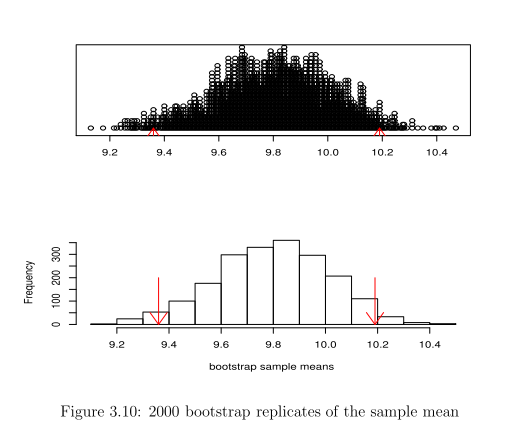 9.2 9.4 9.6 9.8 10.0 10.2 10.4
Frequency
300
200
100
0
9.2 9.4 9.6 9.8 10.0 10.2 10.4
bootstrap sample means
Figure 3.10: 2000 bootstrap replicates of the sample mean